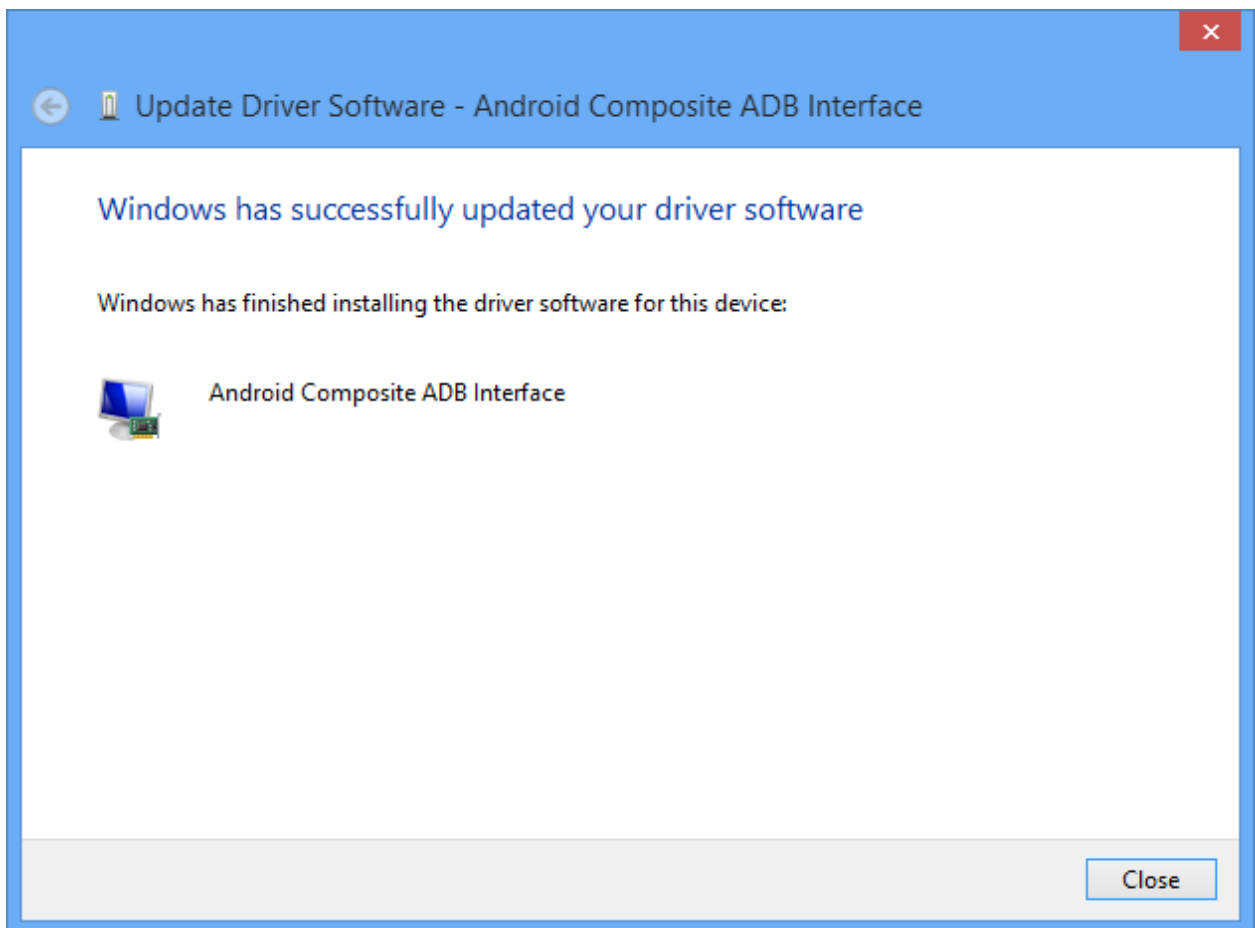 Update Driver Software - Android Composite ADB Interface
Windows has successfully updated your driver software
Windows has finished installing the driver software for this device:
Android Composite ADB Interface
Close